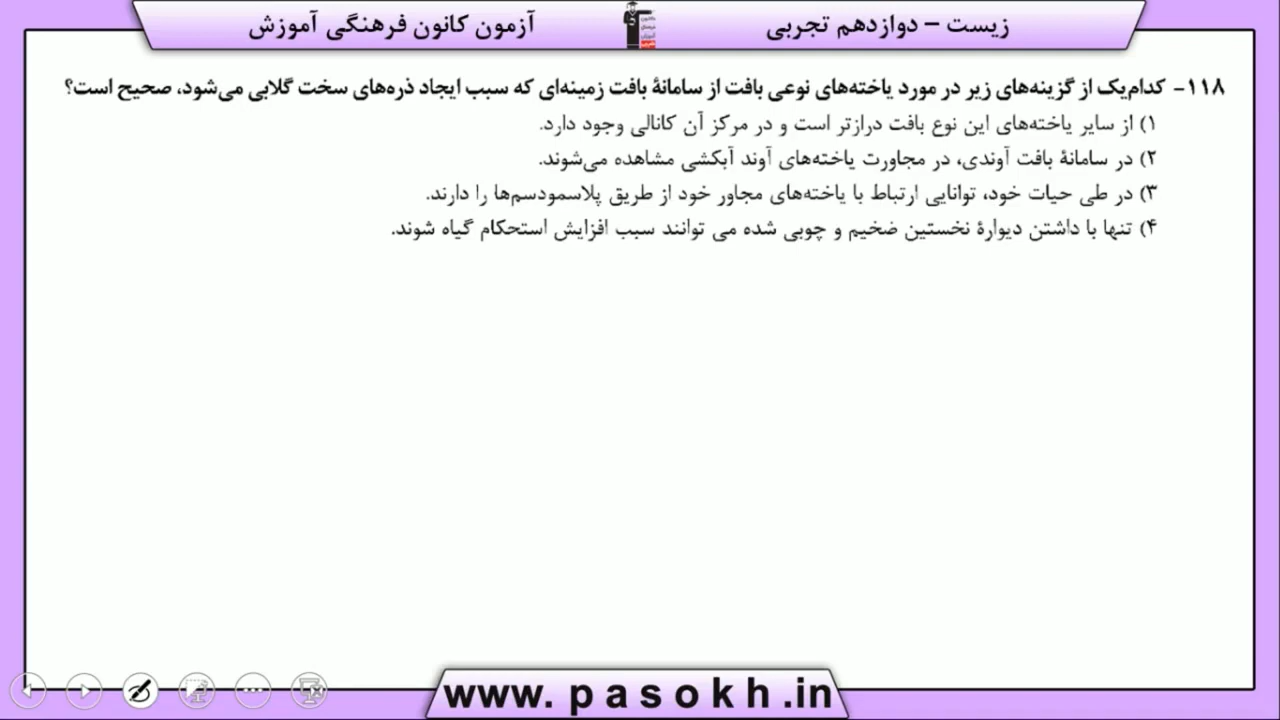 زیست – دوازدهم تجربی
آزمون کانون فرهنگی آموزش
۱۱۸- کدام‌یک از گزینه‌های زیر در مورد یاخته‌های نوعی بافت از سامانهٔ بافت زمینه‌ای که سبب ایجاد ذره‌های سخت گلابی می‌شود، صحیح است؟
۱) از سایر یاخته‌های این نوع بافت درازتر است و در مرکز آن کانالی وجود دارد.
۲) در سامانهٔ بافت آوندی، در مجاورت یاخته‌های آوند آبکشی مشاهده می‌شوند.
۳) در طی حیات خود، توانایی ارتباط با یاخته‌های مجاور خود از طریق پلاسمودسم‌ها را دارند.
۴) تنها با داشتن دیوارهٔ نخستین ضخیم و چوبی شده می توانند سبب افزایش استحکام گیاه شوند.
www. p a s o k h .in